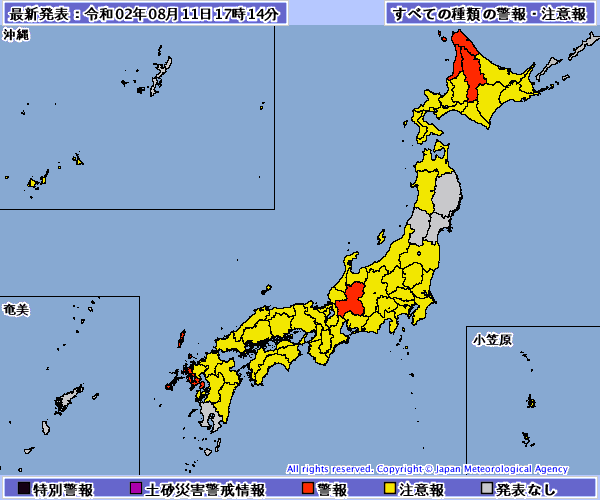 最新発表：令和02年08月11日17時14分
すべての種類の警報・注意報
沖縄
奄美
小笠原
All rights reserved. Copyright © Japan Meteorological Agency
特別警報 土砂災害警戒情報 警報 注意報 発表なし